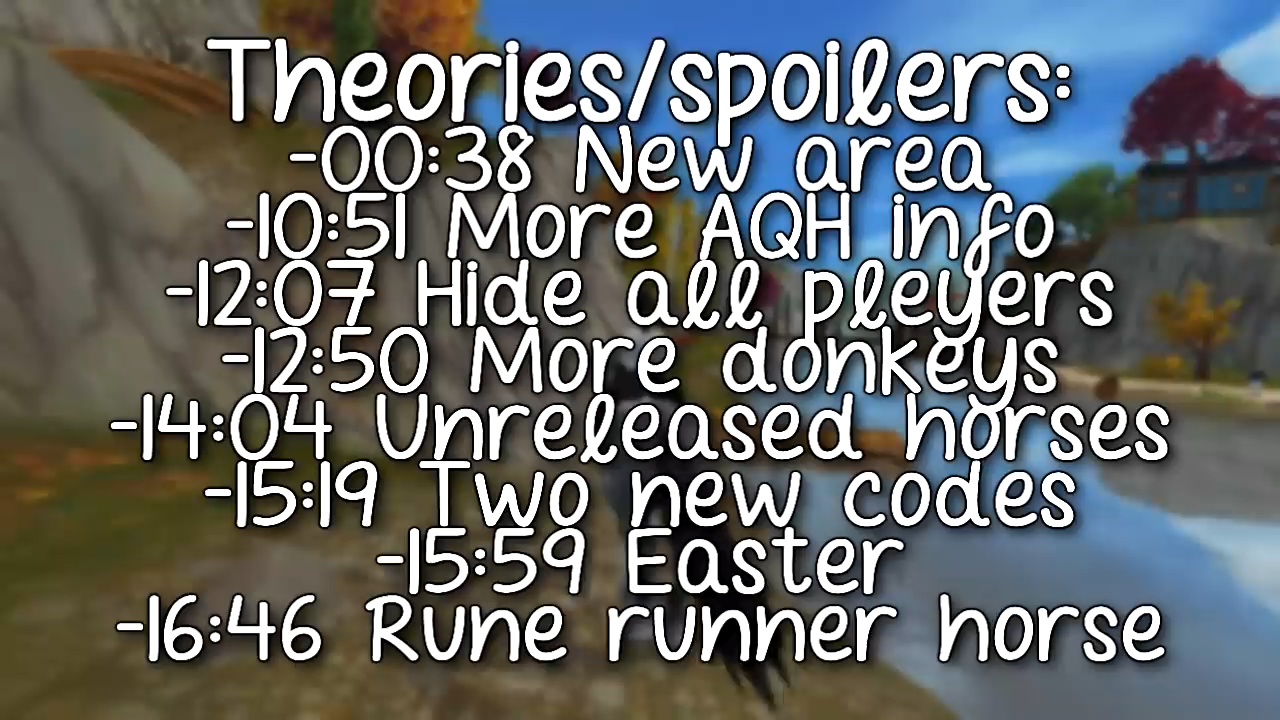 Theories/spoilers:
-00:38 New area
-10:51 More AQH info
-12:07 Hide all pleyers
-12:50 More donkeys
-14:04 Unreleased horses
-15:19 Two new codes
-15:59 Easter
-16:46 Rune runner horse